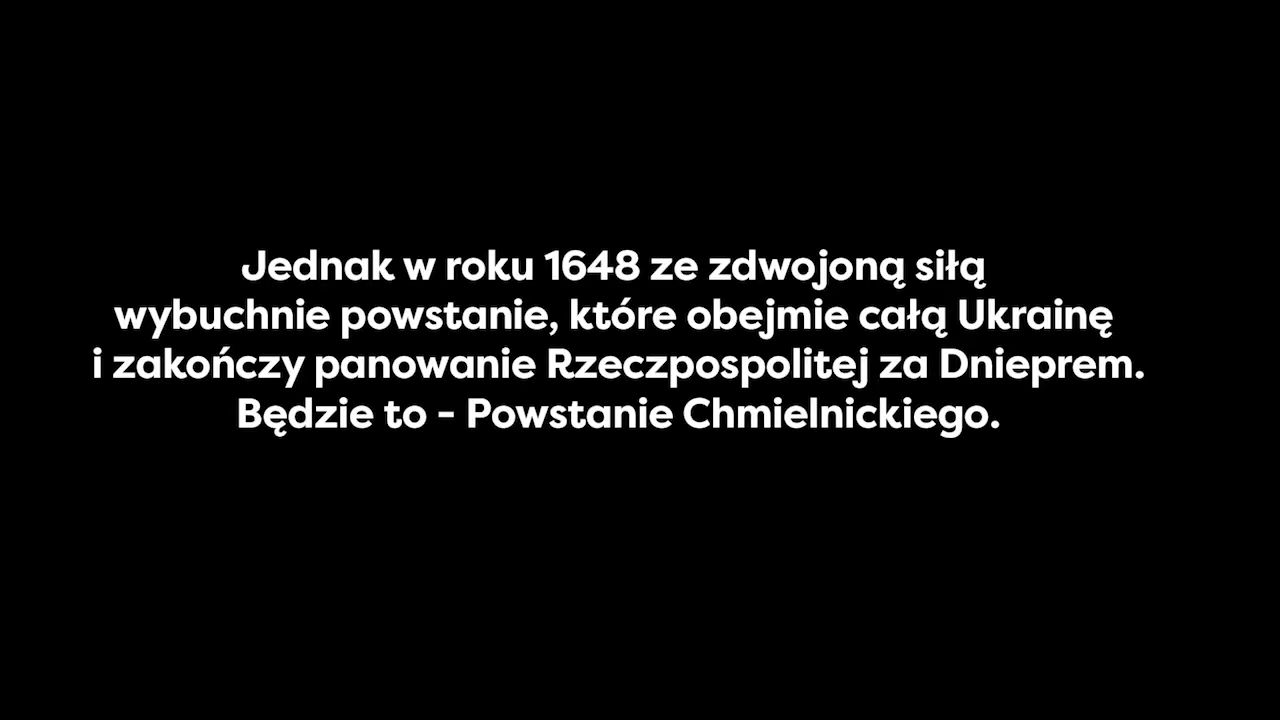 Jednak w roku 1648 ze zdwojoną siłą
wybuchnie powstanie, które obejmie całą Ukrainę
i zakończy panowanie Rzeczpospolitej za Dnieprem.
Będzie to - Powstanie Chmielnickiego.